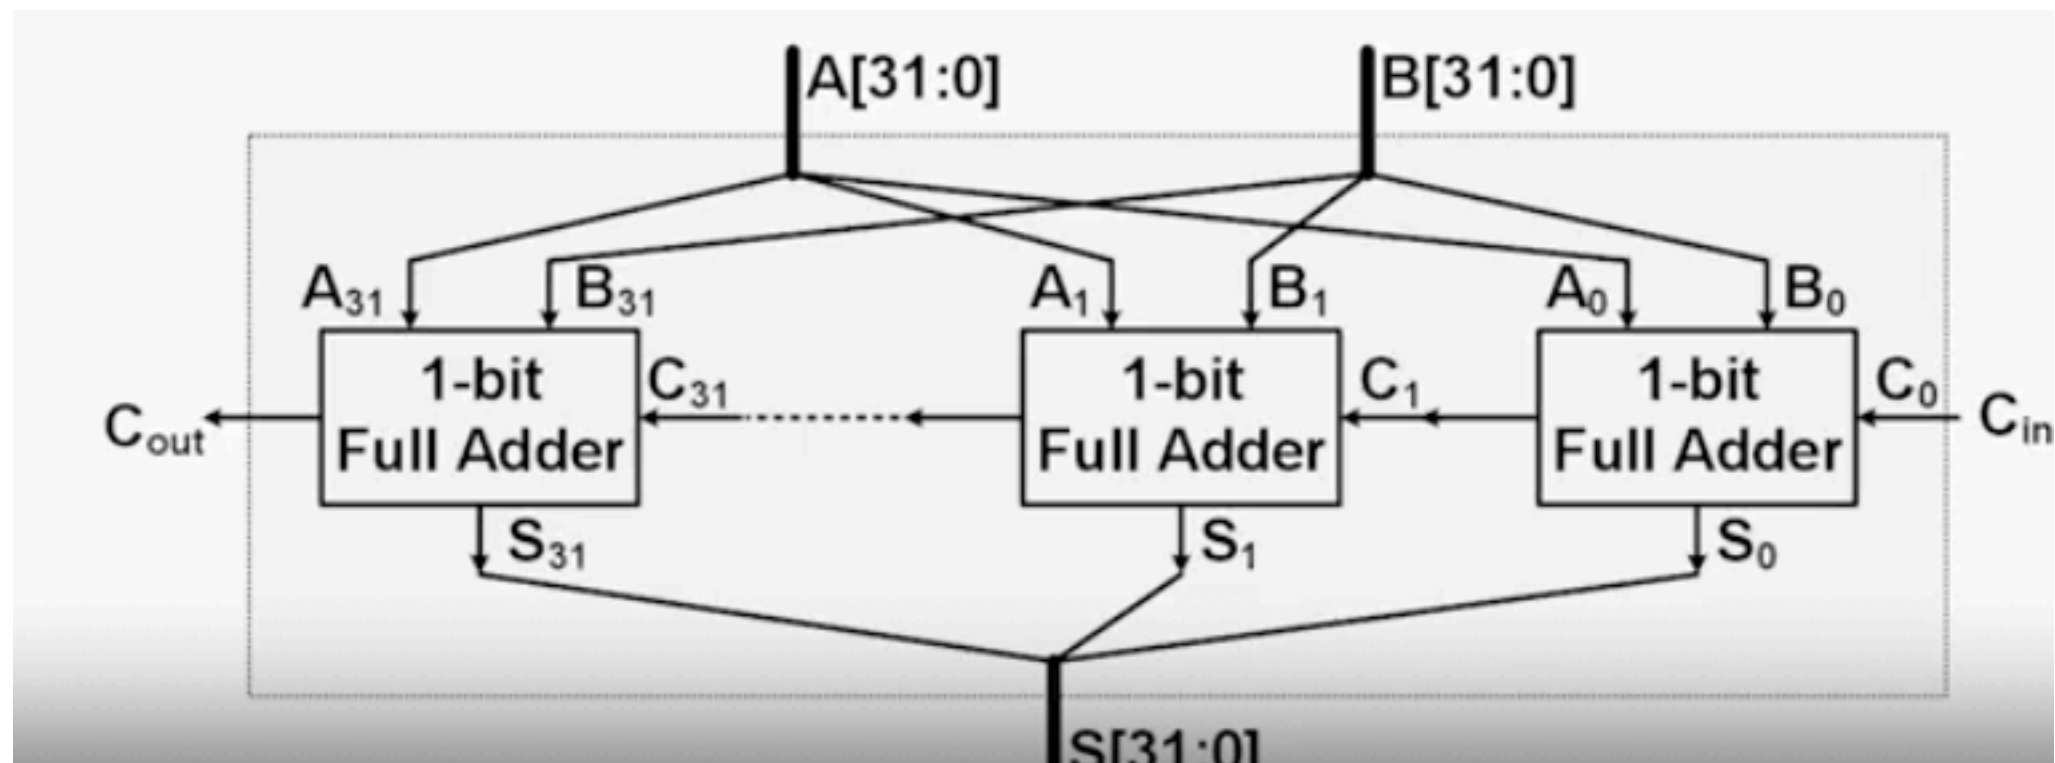 A[31:0]
B[31:0]
A31
B31
A1
B1
A0
B0
1-bit
Full Adder
C31
1-bit
Full Adder
C1
1-bit
Full Adder
C0
Cout
Cin
S31
S1
S0
S[31:0]